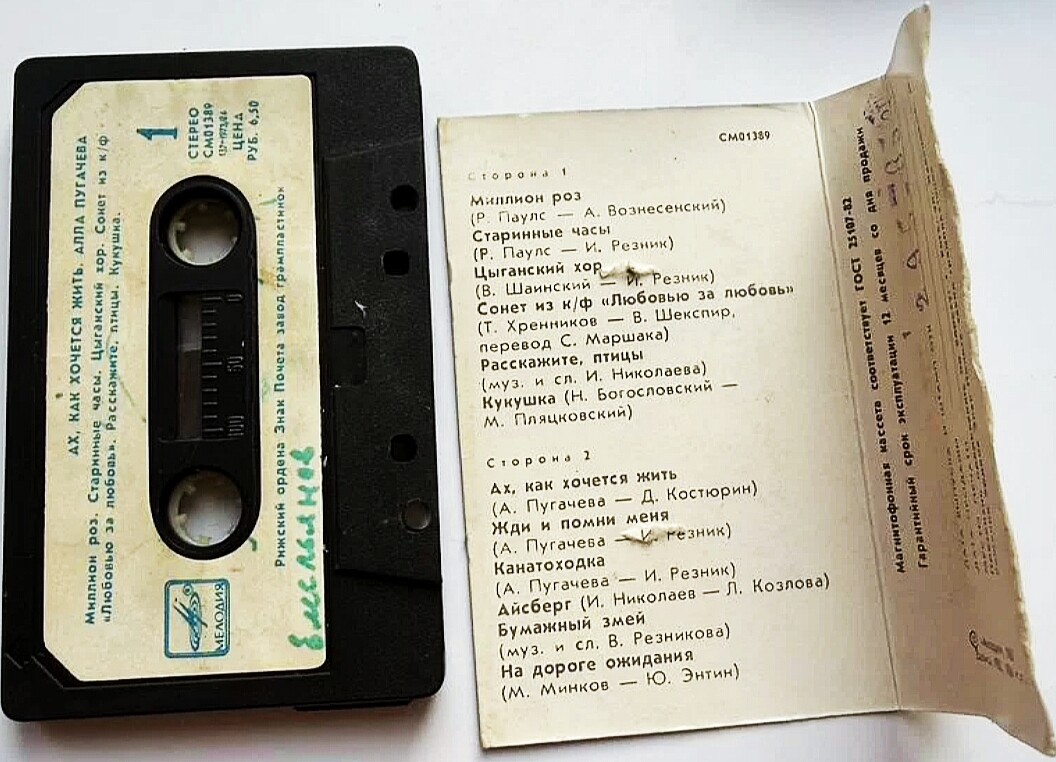 АХ, КАК ХОЧЕТСЯ ЖИТЬ. АЛЛА ПУГАЧЕВА
Миллион роз. Старинные часы. Цыганский хор. Сонет из к/ф
«Любовью за любовь». Расскажите, птицы. Кукушка.
1
СТЕРЕО
СМ01389
ЦЕНА
РУБ. 6,50
0
50
100
МЕЛОДИЯ
Рижский ордена Знак Почета завод грампластинок
Емельянов
СМ01389
Сторона 1
Миллион роз
(Р. Паулс — А. Вознесенский)
Старинные часы
(Р. Паулс — И. Резник)
Цыганский хор
(В. Шаинский — И. Резник)
Сонет из к/ф «Любовью за любовь»
(Т. Хренников — В. Шекспир,
перевод С. Маршака)
Расскажите, птицы
(муз. и сл. И. Николаева)
Кукушка (Н. Богословский —
М. Пляцковский)
Сторона 2
Ах, как хочется жить
(А. Пугачева — Д. Костюрин)
Жди и помни меня
(А. Пугачева — И. Резник)
Канатоходка
(А. Пугачева — И. Резник)
Айсберг (И. Николаев — Л. Козлова)
Бумажный змей
(муз. и сл. В. Резникова)
На дороге ожидания
(М. Минков — Ю. Энтин)
Магнитофонная кассета соответствует ГОСТ 25107-82
Гарантийный срок эксплуатации 12 месяцев со дня продажи